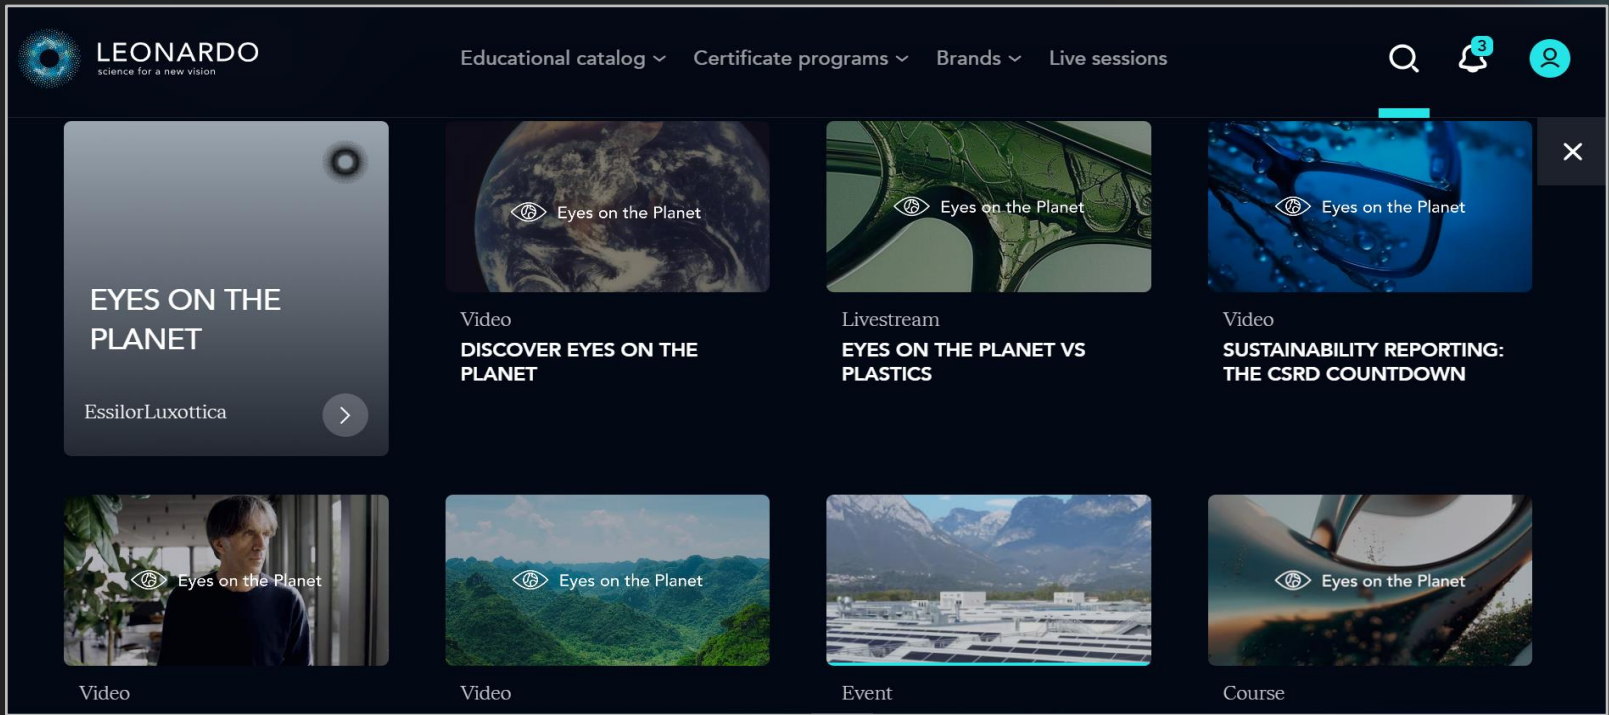 LEONARDO
science for a new vision
Educational catalog
Certificate programs
Brands
Live sessions
3
EYES ON THE
PLANET
EssilorLuxottica
Eyes on the Planet
Video
DISCOVER EYES ON THE
PLANET
Eyes on the Planet
Livestream
EYES ON THE PLANET VS
PLASTICS
Eyes on the Planet
Video
SUSTAINABILITY REPORTING:
THE CSRD COUNTDOWN
Eyes on the Planet
Video
Eyes on the Planet
Video
Event
Eyes on the Planet
Course